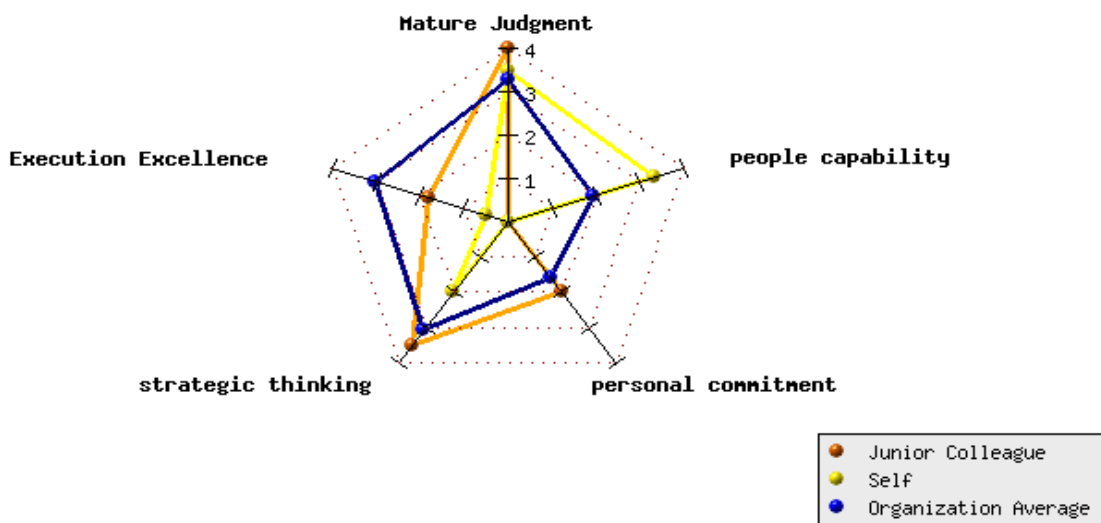 Mature Judgment
4
3
2
1
Execution Excellence
people capability
strategic thinking
personal commitment
Junior Colleague
Self
Organization Average